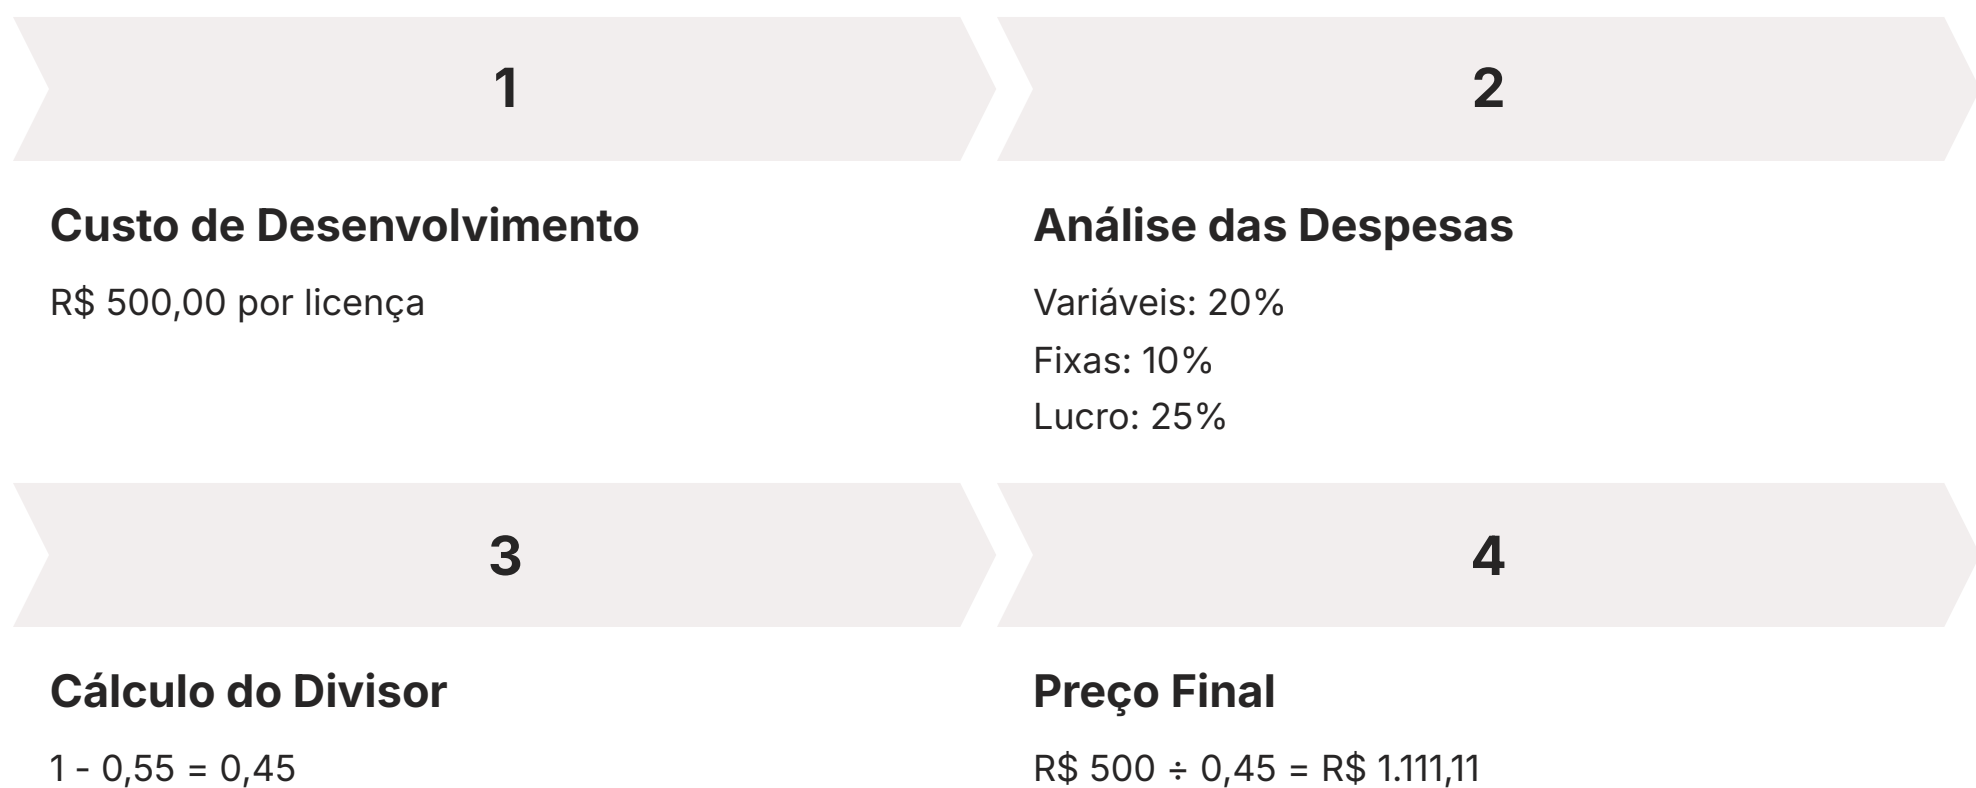 1
Custo de Desenvolvimento
R$ 500,00 por licença
2
Análise das Despesas
Variáveis: 20%
Fixas: 10%
Lucro: 25%
3
Cálculo do Divisor
1 - 0,55 = 0,45
4
Preço Final
R$ 500 ÷ 0,45 = R$ 1.111,11